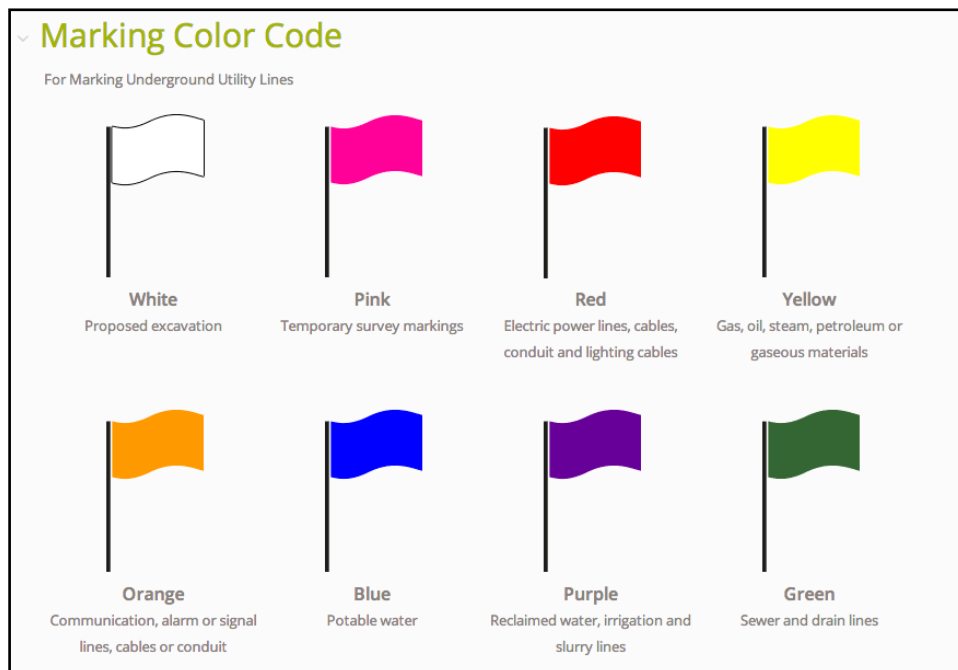 Marking Color Code
For Marking Underground Utility Lines
White
Proposed excavation
Pink
Temporary survey markings
Red
Electric power lines, cables,
conduit and lighting cables
Yellow
Gas, oil, steam, petroleum or
gaseous materials
Orange
Communication, alarm or signal
lines, cables or conduit
Blue
Potable water
Purple
Reclaimed water, irrigation and
slurry lines
Green
Sewer and drain lines